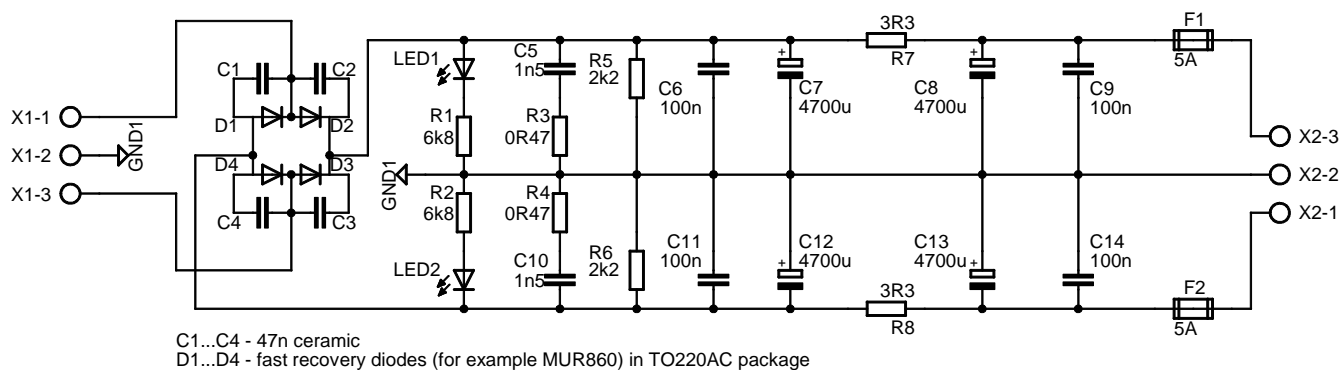 3R3
F1
C1
C2
LED1
C5
1n5
R5
2k2
C6
100n
+
C7
4700u
R7
+
C8
4700u
C9
100n
5A
X1-1
D1
D2
R1
6k8
R3
0R47
X2-3
X1-2
GND1
D4
D3
GND1
X2-2
X1-3
R2
6k8
R4
0R47
X2-1
C4
C3
LED2
C10
1n5
R6
2k2
C11
100n
+
C12
4700u
3R3
R8
+
C13
4700u
C14
100n
F2
5A
C1...C4 - 47n ceramic
D1...D4 - fast recovery diodes (for example MUR860) in TO220AC package